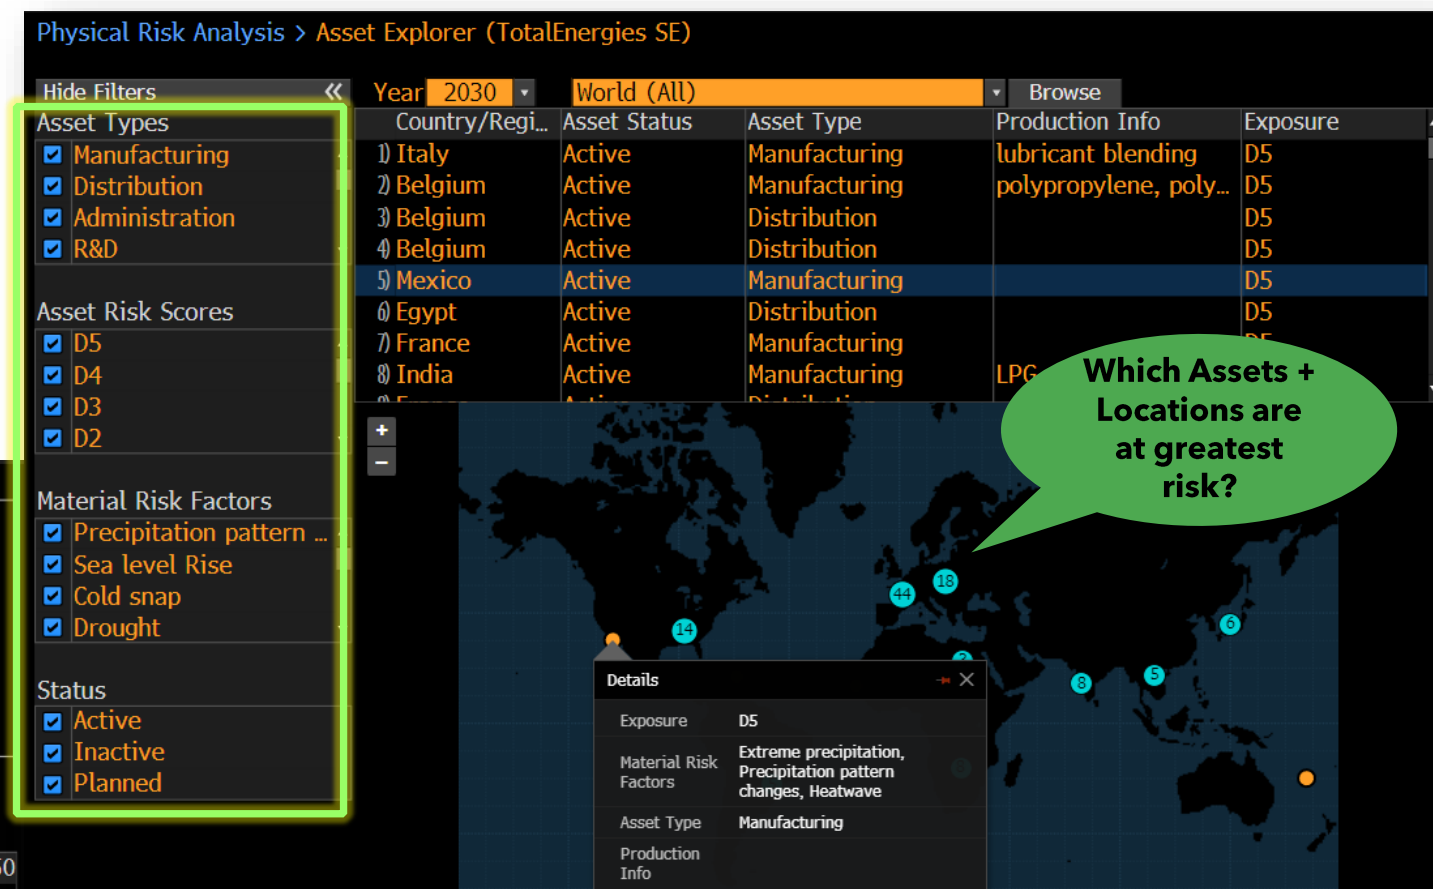 Physical Risk Analysis > Asset Explorer (TotalEnergies SE)
Hide Filters «
Year 2030 World (All) Browse
Asset Types
Manufacturing
Distribution
Administration
R&D
Asset Risk Scores
D5
D4
D3
D2
Material Risk Factors
Precipitation pattern ...
Sea level Rise
Cold snap
Drought
Status
Active
Inactive
Planned
Country/Regi... Asset Status Asset Type Production Info Exposure
1) Italy Active Manufacturing lubricant blending D5
2) Belgium Active Manufacturing polypropylene, poly... D5
3) Belgium Active Distribution D5
4) Belgium Active Distribution D5
5) Mexico Active Manufacturing D5
6) Egypt Active Distribution D5
7) France Active Manufacturing D5
8) India Active Manufacturing LPG
Which Assets +
Locations are
at greatest
risk?
+
−
44
18
14
6
5
8
Details
Exposure D5
Material Risk
Factors
Extreme precipitation,
Precipitation pattern
changes, Heatwave
Asset Type Manufacturing
Production
Info